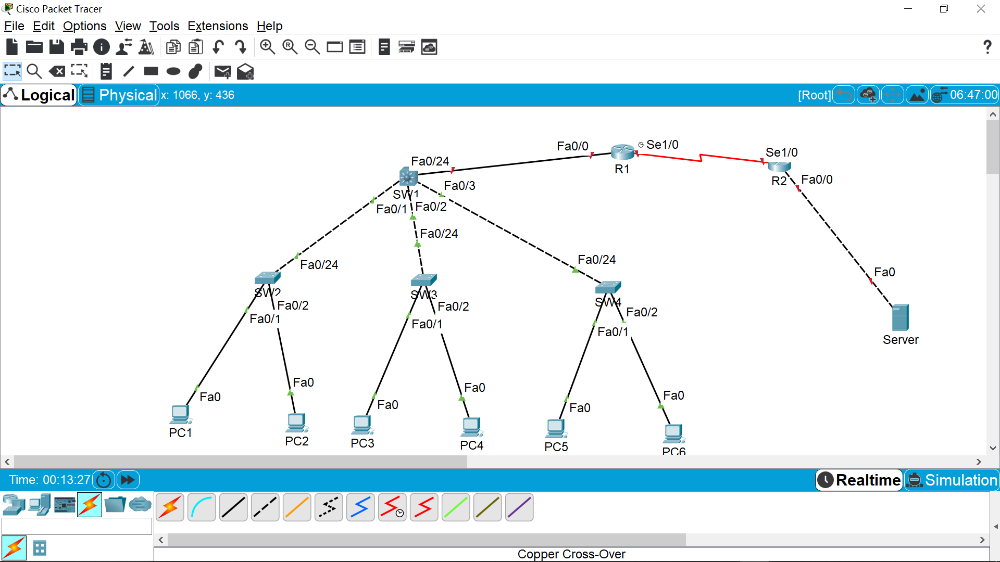 Cisco Packet Tracer
File Edit Options View Tools Extensions Help
Logical Physical x: 1066, y: 436 [Root] 06:47:00
Fa0/0
Se1/0
R1
Se1/0
R2
Fa0/0
Fa0/24
SW1
Fa0/3
Fa0/1
Fa0/2
Fa0/24
Fa0/24
Fa0/24
Fa0
Server
SW2
Fa0/2
Fa0/1
SW3
Fa0/2
Fa0/1
SW4
Fa0/2
Fa0/1
Fa0
PC1
Fa0
PC2
Fa0
PC3
Fa0
PC4
Fa0
PC5
Fa0
PC6
Time: 00:13:27 Realtime Simulation
Copper Cross-Over